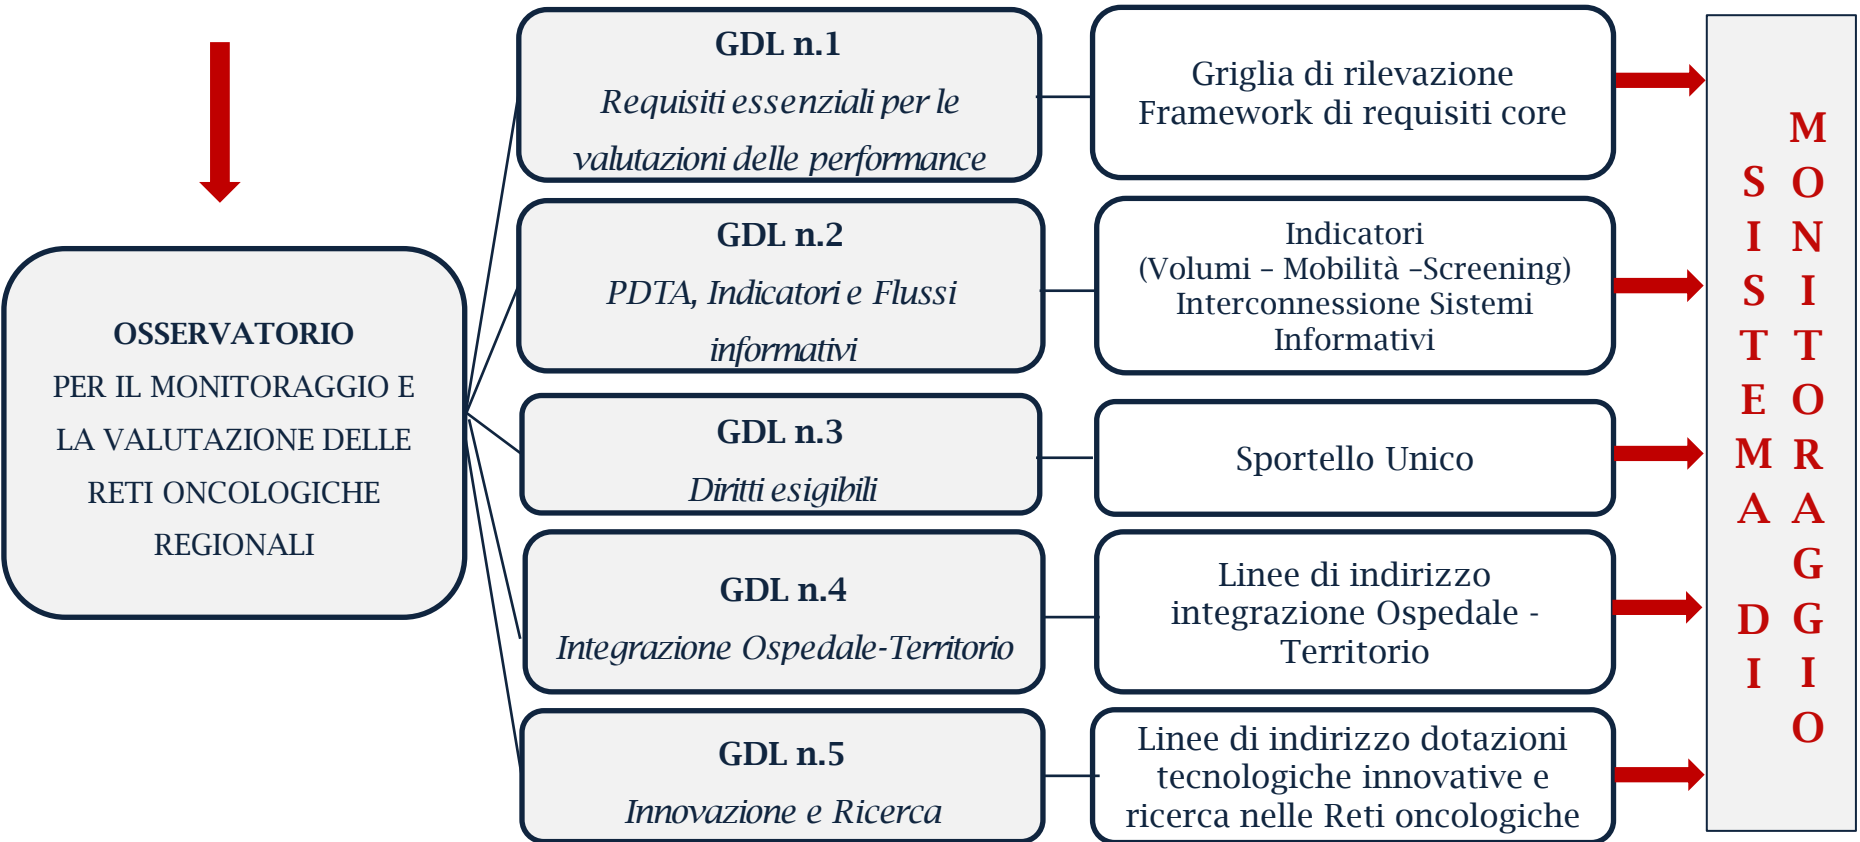 OSSERVATORIO
PER IL MONITORAGGIO E
LA VALUTAZIONE DELLE
RETI ONCOLOGICHE
REGIONALI
GDL n.1
Requisiti essenziali per le
valutazioni delle performance
Griglia di rilevazione
Framework di requisiti core
GDL n.2
PDTA, Indicatori e Flussi
informativi
Indicatori
(Volumi – Mobilità –Screening)
Interconnessione Sistemi
Informativi
GDL n.3
Diritti esigibili
Sportello Unico
GDL n.4
Integrazione Ospedale-Territorio
Linee di indirizzo
integrazione Ospedale -
Territorio
GDL n.5
Innovazione e Ricerca
Linee di indirizzo dotazioni
tecnologiche innovative e
ricerca nelle Reti oncologiche
SISTEMA DI
MONITORAGGIO